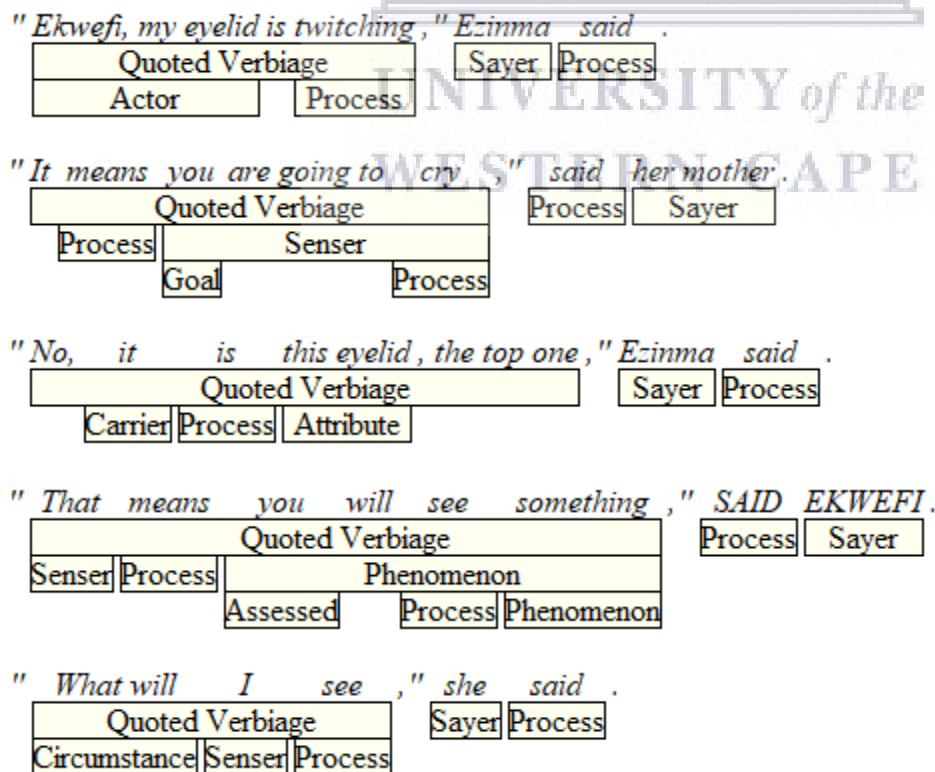 " Ekwefi, my eyelid is twitching ," Ezinma said .
Quoted Verbiage Sayer Process
Actor Process
UNIVERSITY of the
" It means you are going to cry ," said her mother .
WESTERN CAPE
Quoted Verbiage Process Sayer
Process Senser
Goal Process
" No, it is this eyelid , the top one ," Ezinma said .
Quoted Verbiage Sayer Process
Carrier Process Attribute
" That means you will see something ," SAID EKWEFI .
Quoted Verbiage Process Sayer
Senser Process Phenomenon
Assessed Process Phenomenon
" What will I see ," she said .
Quoted Verbiage Sayer Process
Circumstance Senser Process